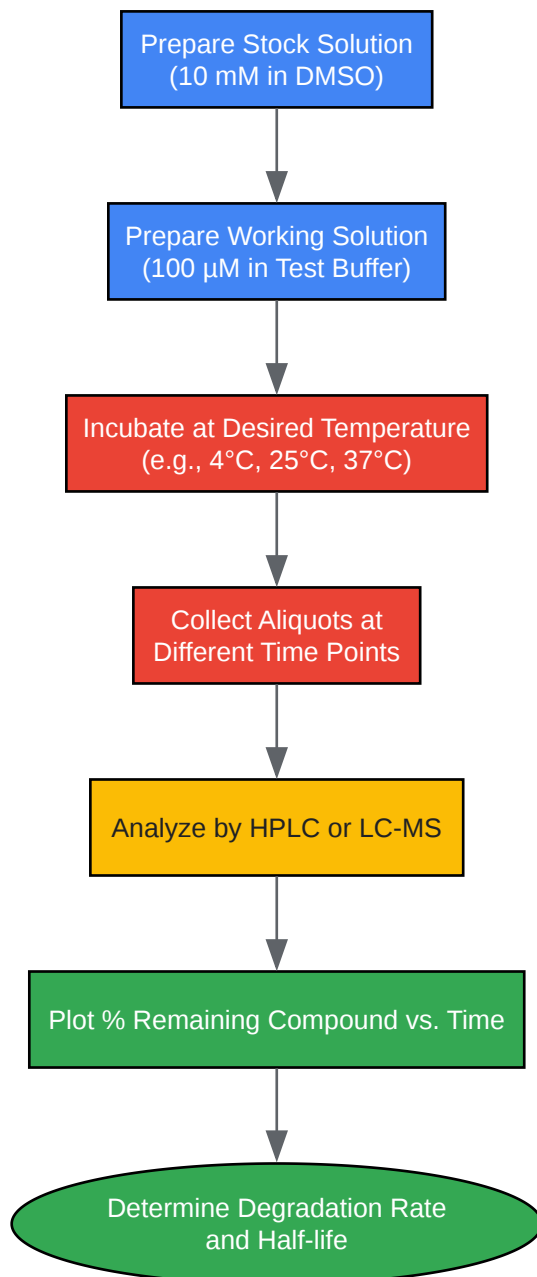 Prepare Stock Solution
(10 mM in DMSO)
Prepare Working Solution
(100 µM in Test Buffer)
Incubate at Desired Temperature
(e.g., 4°C, 25°C, 37°C)
Collect Aliquots at
Different Time Points
Analyze by HPLC or LC-MS
Plot % Remaining Compound vs. Time
Determine Degradation Rate
and Half-life